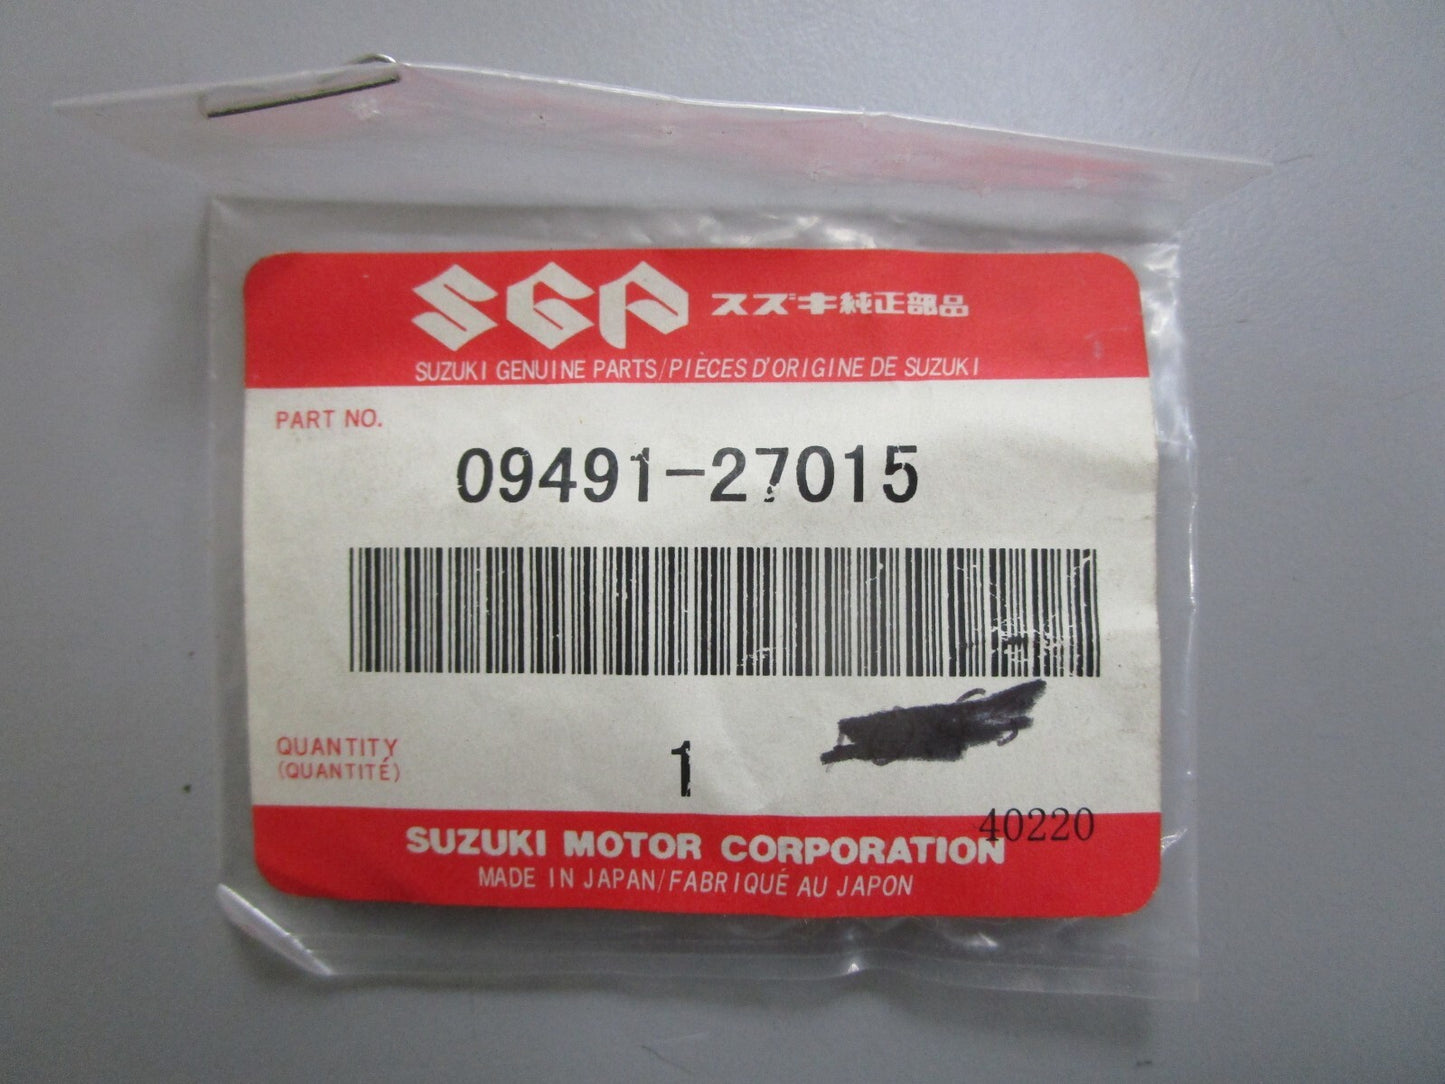 SGP スズキ純正部品
SUZUKI GENUINE PARTS/PIÈCES D'ORIGINE DE SUZUKI
PART NO.
09491-27015
QUANTITY
(QUANTITÉ)
1
40220
SUZUKI MOTOR CORPORATION
MADE IN JAPAN/FABRIQUÉ AU JAPON